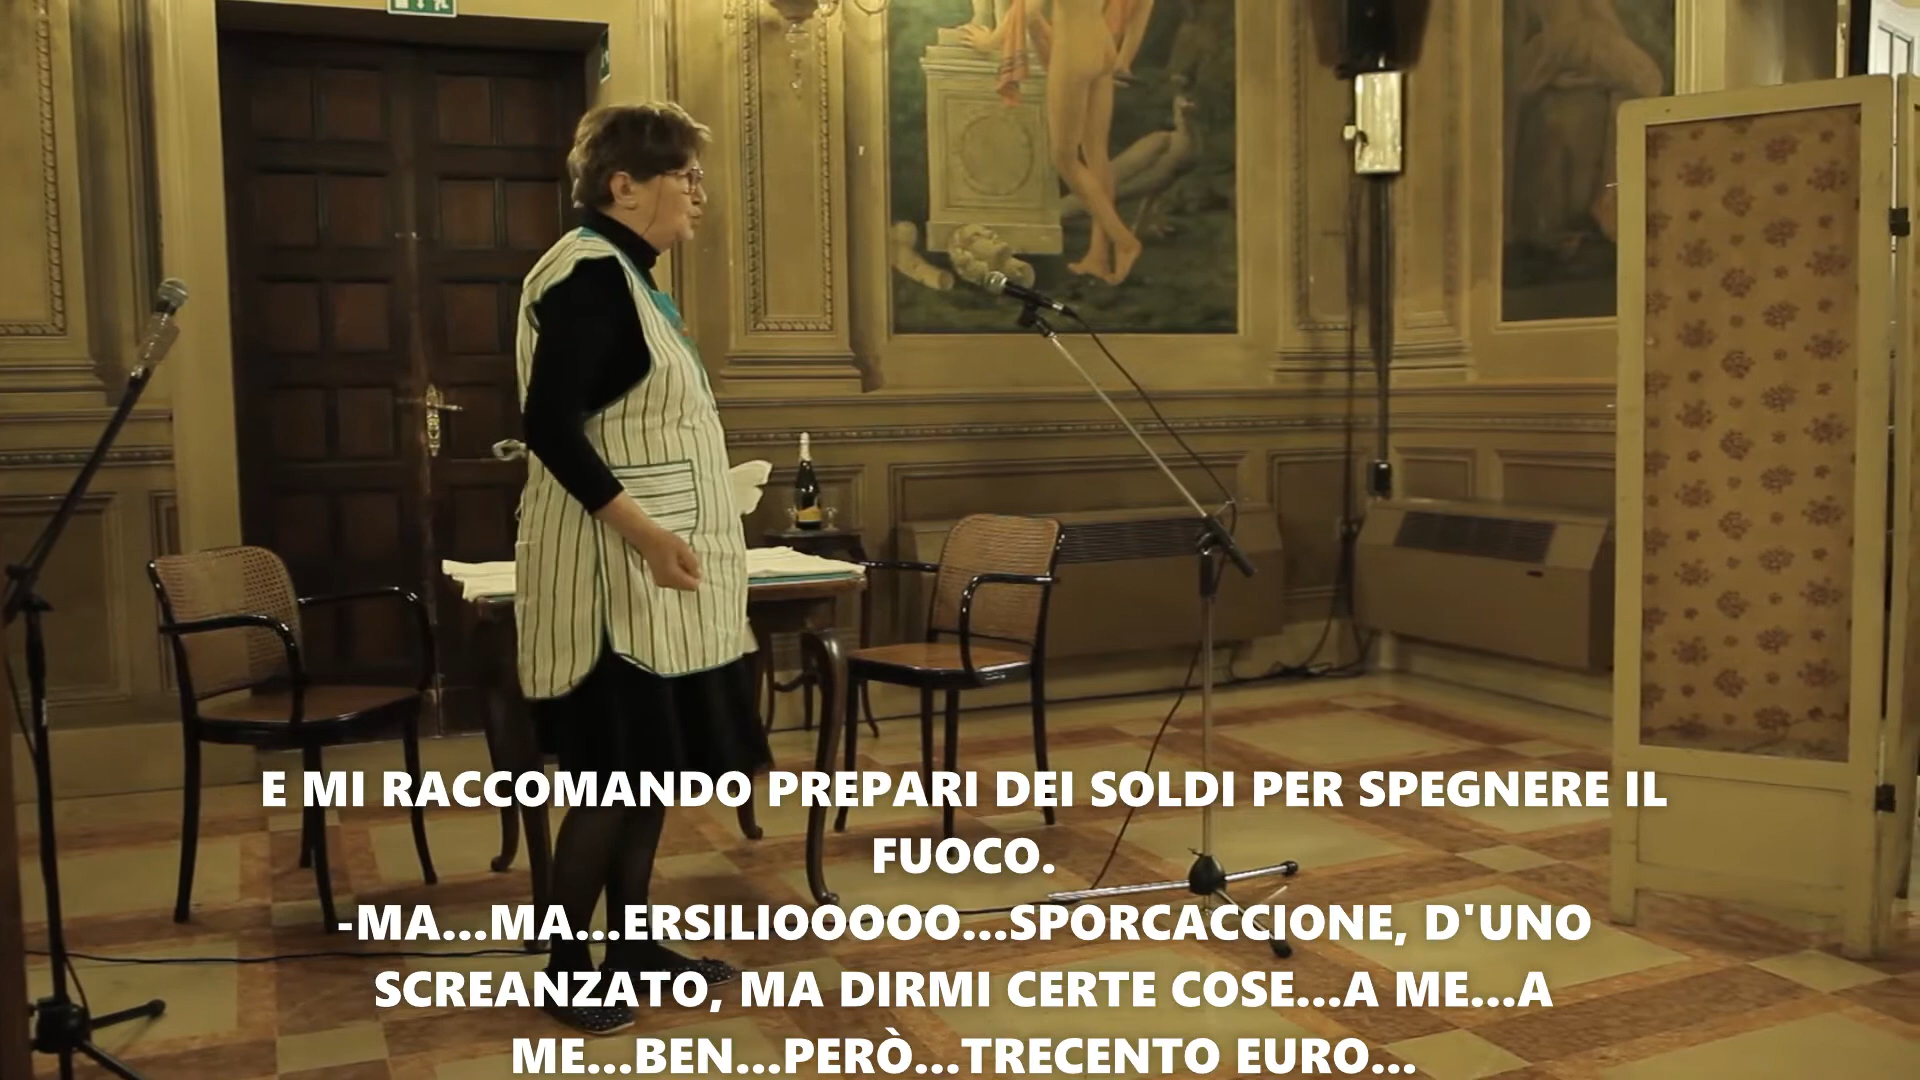 E MI RACCOMANDO PREPARI DEI SOLDI PER SPEGNERE IL
FUOCO.
-MA...MA...ERSILIOOOOO...SPORCACCIONE, D'UNO
SCREANZATO, MA DIRMI CERTE COSE...A ME...A
ME...BEN...PERÒ...TRECENTO EURO...